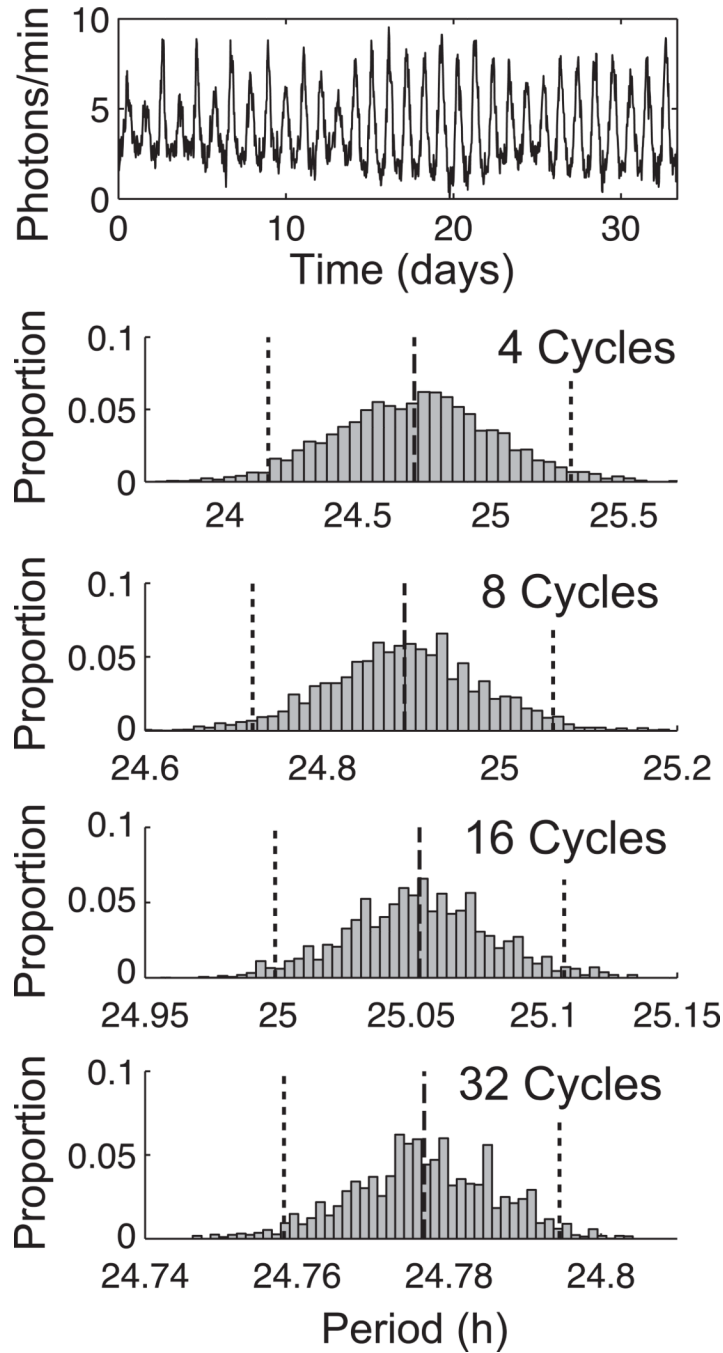 Photons/min
10
5
0
0 10 20 30
Time (days)
Proportion
4 Cycles
0.1
0.05
0
24 24.5 25 25.5
Proportion
8 Cycles
0.1
0.05
0
24.6 24.8 25 25.2
Proportion
16 Cycles
0.1
0.05
0
24.95 25 25.05 25.1 25.15
Proportion
32 Cycles
0.1
0.05
0
24.74 24.76 24.78 24.8
Period (h)